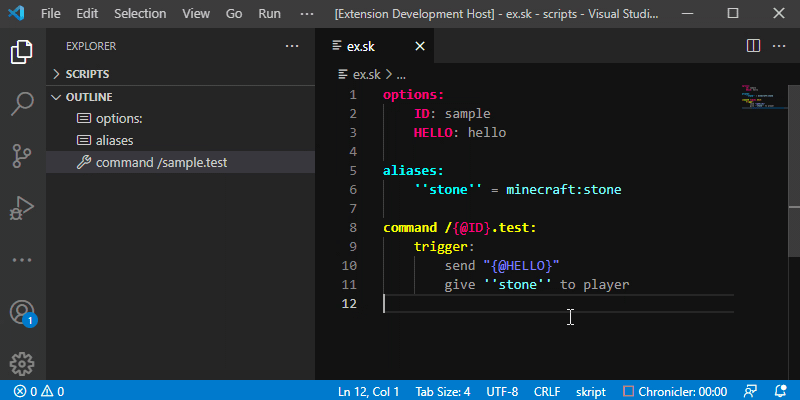 File Edit Selection View Go Run ··· [Extension Development Host] - ex.sk - scripts - Visual Studi...
EXPLORER ···
SCRIPTS
OUTLINE
options:
aliases
command /sample.test
1
ex.sk
ex.sk > ...
1 options:
2 ID: sample
3 HELLO: hello
4
5 aliases:
6 ''stone'' = minecraft:stone
7
8 command /{@ID}.test:
9 trigger:
10 send "{@HELLO}"
11 give ''stone'' to player
12
0 0 Ln 12, Col 1 Tab Size: 4 UTF-8 CRLF skript Chronicler: 00:00